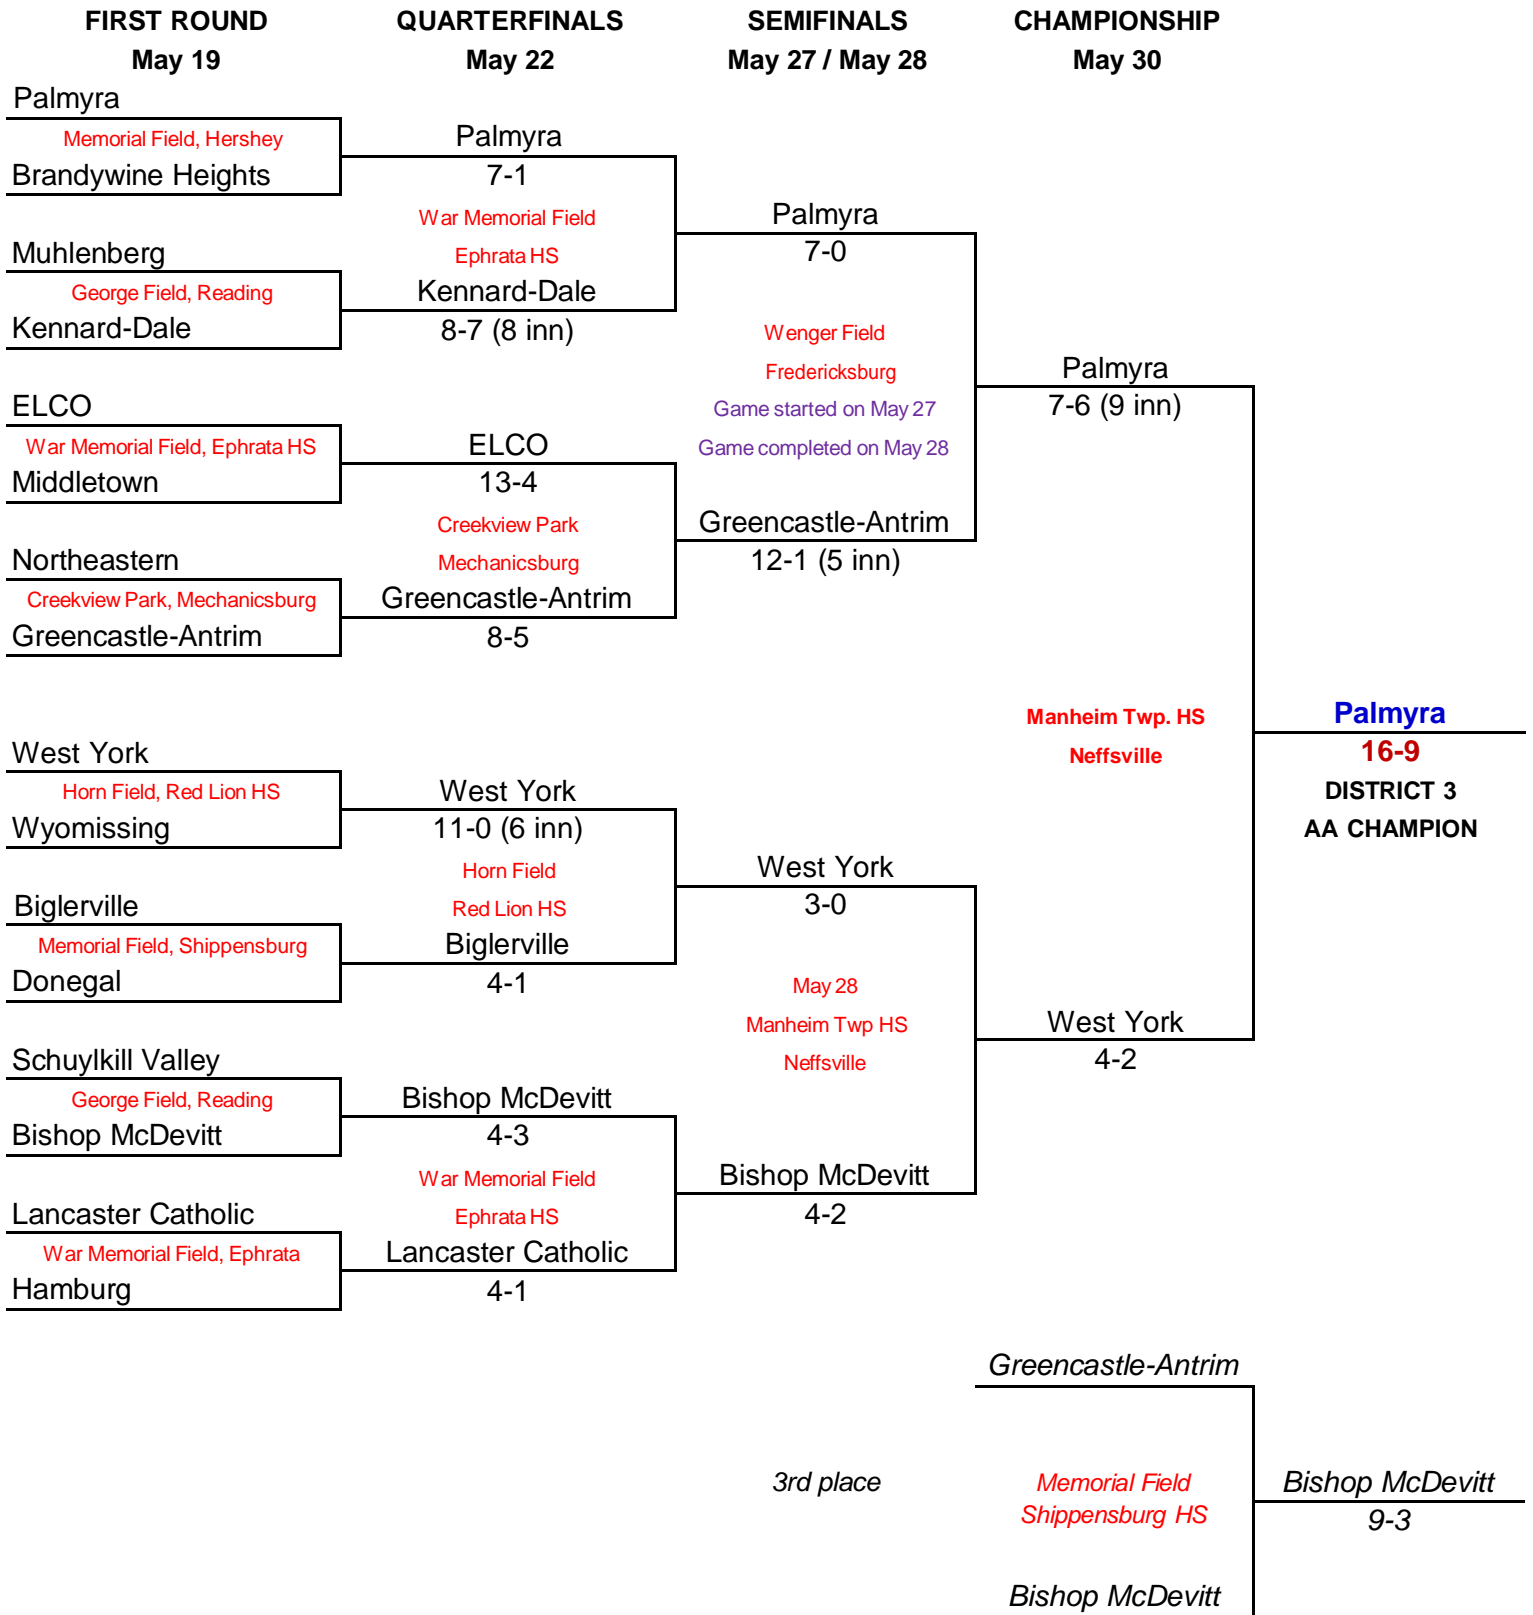 FIRST ROUND
May 19
QUARTERFINALS
May 22
SEMIFINALS
May 27 / May 28
CHAMPIONSHIP
May 30
Palmyra
Memorial Field, Hershey
Brandywine Heights
Muhlenberg
George Field, Reading
Kennard-Dale
ELCO
War Memorial Field, Ephrata HS
Middletown
Northeastern
Creekview Park, Mechanicsburg
Greencastle-Antrim
West York
Horn Field, Red Lion HS
Wyomissing
Biglerville
Memorial Field, Shippensburg
Donegal
Schuylkill Valley
George Field, Reading
Bishop McDevitt
Lancaster Catholic
War Memorial Field, Ephrata
Hamburg
Palmyra
7-1
War Memorial Field
Ephrata HS
Kennard-Dale
8-7 (8 inn)
ELCO
13-4
Creekview Park
Mechanicsburg
Greencastle-Antrim
8-5
West York
11-0 (6 inn)
Horn Field
Red Lion HS
Biglerville
4-1
Bishop McDevitt
4-3
War Memorial Field
Ephrata HS
Lancaster Catholic
4-1
Palmyra
7-0
Wenger Field
Fredericksburg
Game started on May 27
Game completed on May 28
Greencastle-Antrim
12-1 (5 inn)
West York
3-0
May 28
Manheim Twp HS
Neffsville
Bishop McDevitt
4-2
Palmyra
7-6 (9 inn)
Manheim Twp. HS
Neffsville
West York
4-2
Palmyra
16-9
DISTRICT 3
AA CHAMPION
3rd place
Greencastle-Antrim
Memorial Field
Shippensburg HS
Bishop McDevitt
Bishop McDevitt
9-3